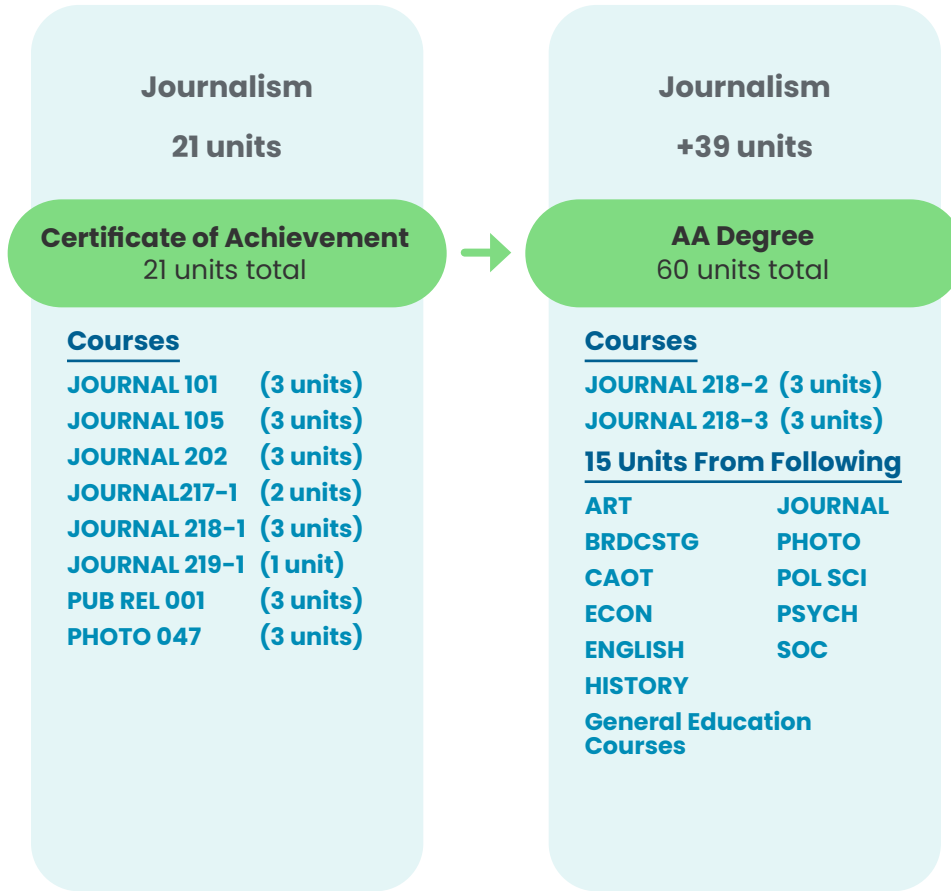 Journalism
21 units
Certificate of Achievement
21 units total
Courses
JOURNAL 101 (3 units)
JOURNAL 105 (3 units)
JOURNAL 202 (3 units)
JOURNAL217-1 (2 units)
JOURNAL 218-1 (3 units)
JOURNAL 219-1 (1 unit)
PUB REL 001 (3 units)
PHOTO 047 (3 units)
Journalism
+39 units
AA Degree
60 units total
Courses
JOURNAL 218-2 (3 units)
JOURNAL 218-3 (3 units)
15 Units From Following
ART JOURNAL
BRDCSTG PHOTO
CAOT POL SCI
ECON PSYCH
ENGLISH SOC
HISTORY
General Education
Courses